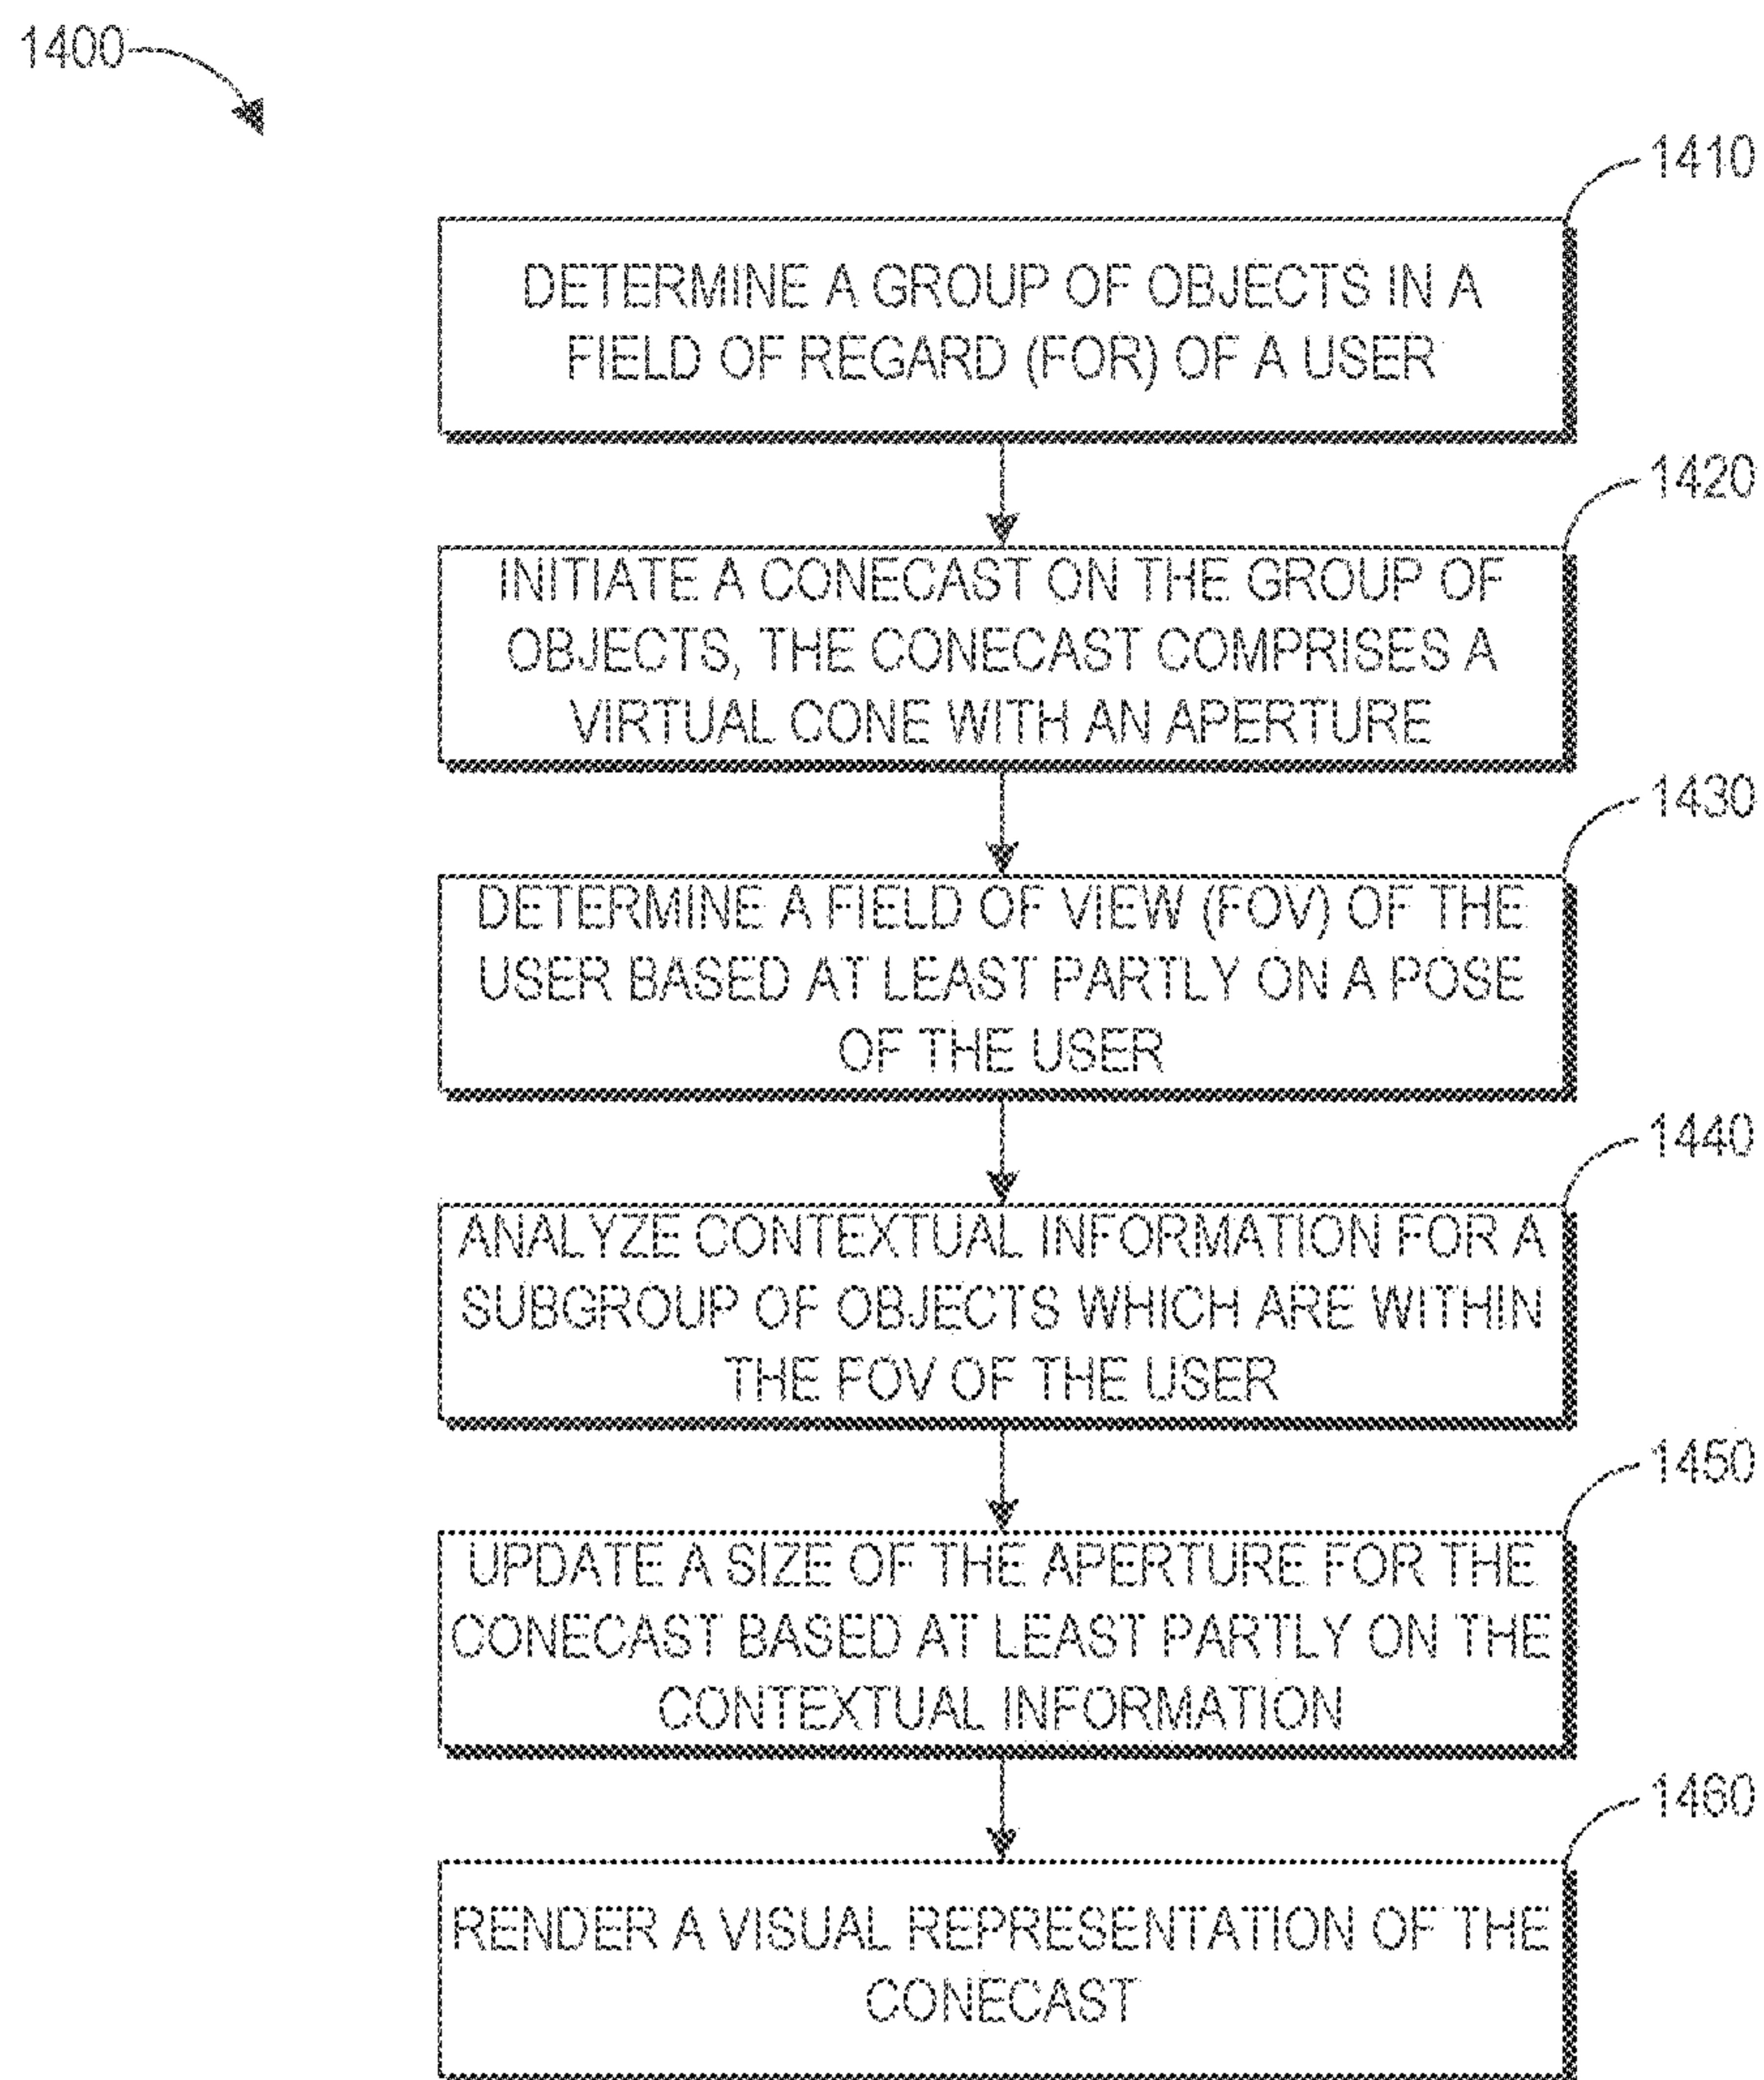 1400
1410
DETERMINE A GROUP OF OBJECTS IN A
FIELD OF REGARD (FOR) OF A USER
1420
INITIATE A CONECAST ON THE GROUP OF
OBJECTS, THE CONECAST COMPRISES A
VIRTUAL CONE WITH AN APERTURE
1430
DETERMINE A FIELD OF VIEW (FOV) OF THE
USER BASED AT LEAST PARTLY ON A POSE
OF THE USER
1440
ANALYZE CONTEXTUAL INFORMATION FOR A
SUBGROUP OF OBJECTS WHICH ARE WITHIN
THE FOV OF THE USER
1450
UPDATE A SIZE OF THE APERTURE FOR THE
CONECAST BASED AT LEAST PARTLY ON THE
CONTEXTUAL INFORMATION
1460
RENDER A VISUAL REPRESENTATION OF THE
CONECAST